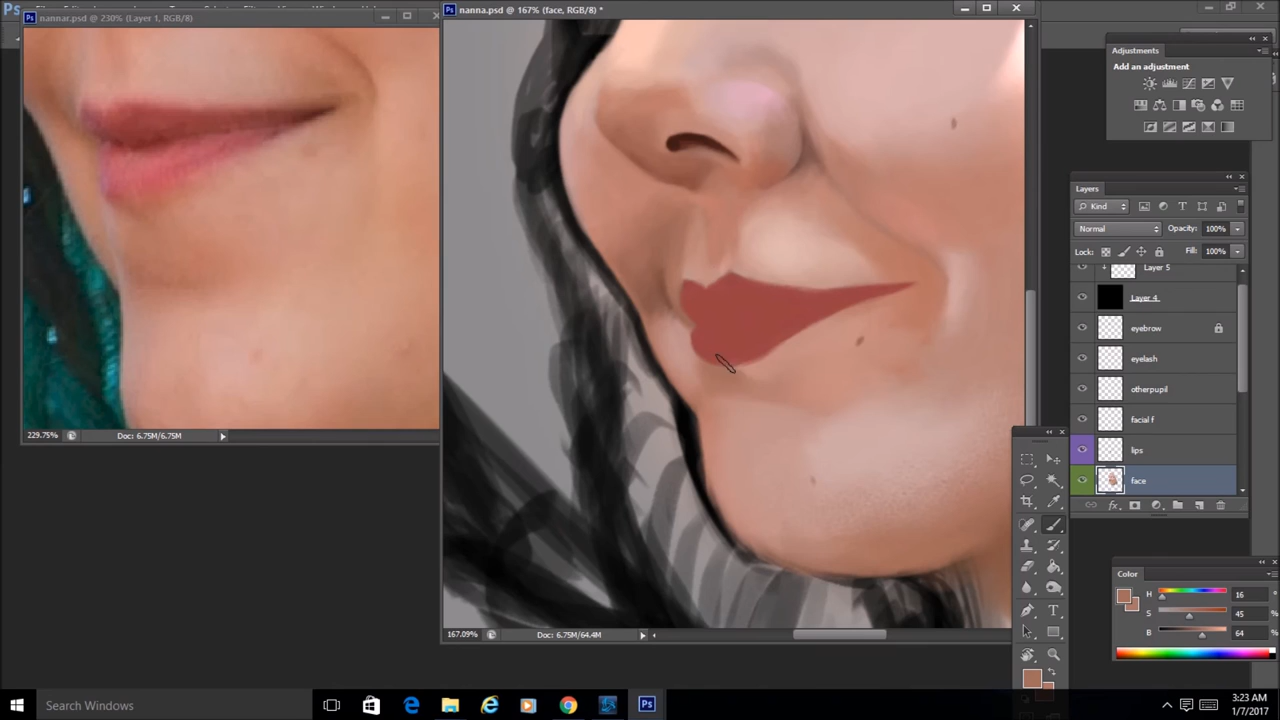 nannar.psd @ 230% (Layer 1, RGB/8)
nanna.psd @ 167% (face, RGB/8) *
Adjustments
Add an adjustment
Layers
Kind
Normal
Opacity: 100%
Lock:
Fill: 100%
Layer 5
Layer 4
eyebrow
eyelash
otherpupil
facial f
lips
face
229.75%
Doc: 6.75M/6.75M
167.09%
Doc: 6.75M/64.4M
Color
H 16 °
S 45 %
B 64 %
Search Windows
3:23 AM
1/7/2017